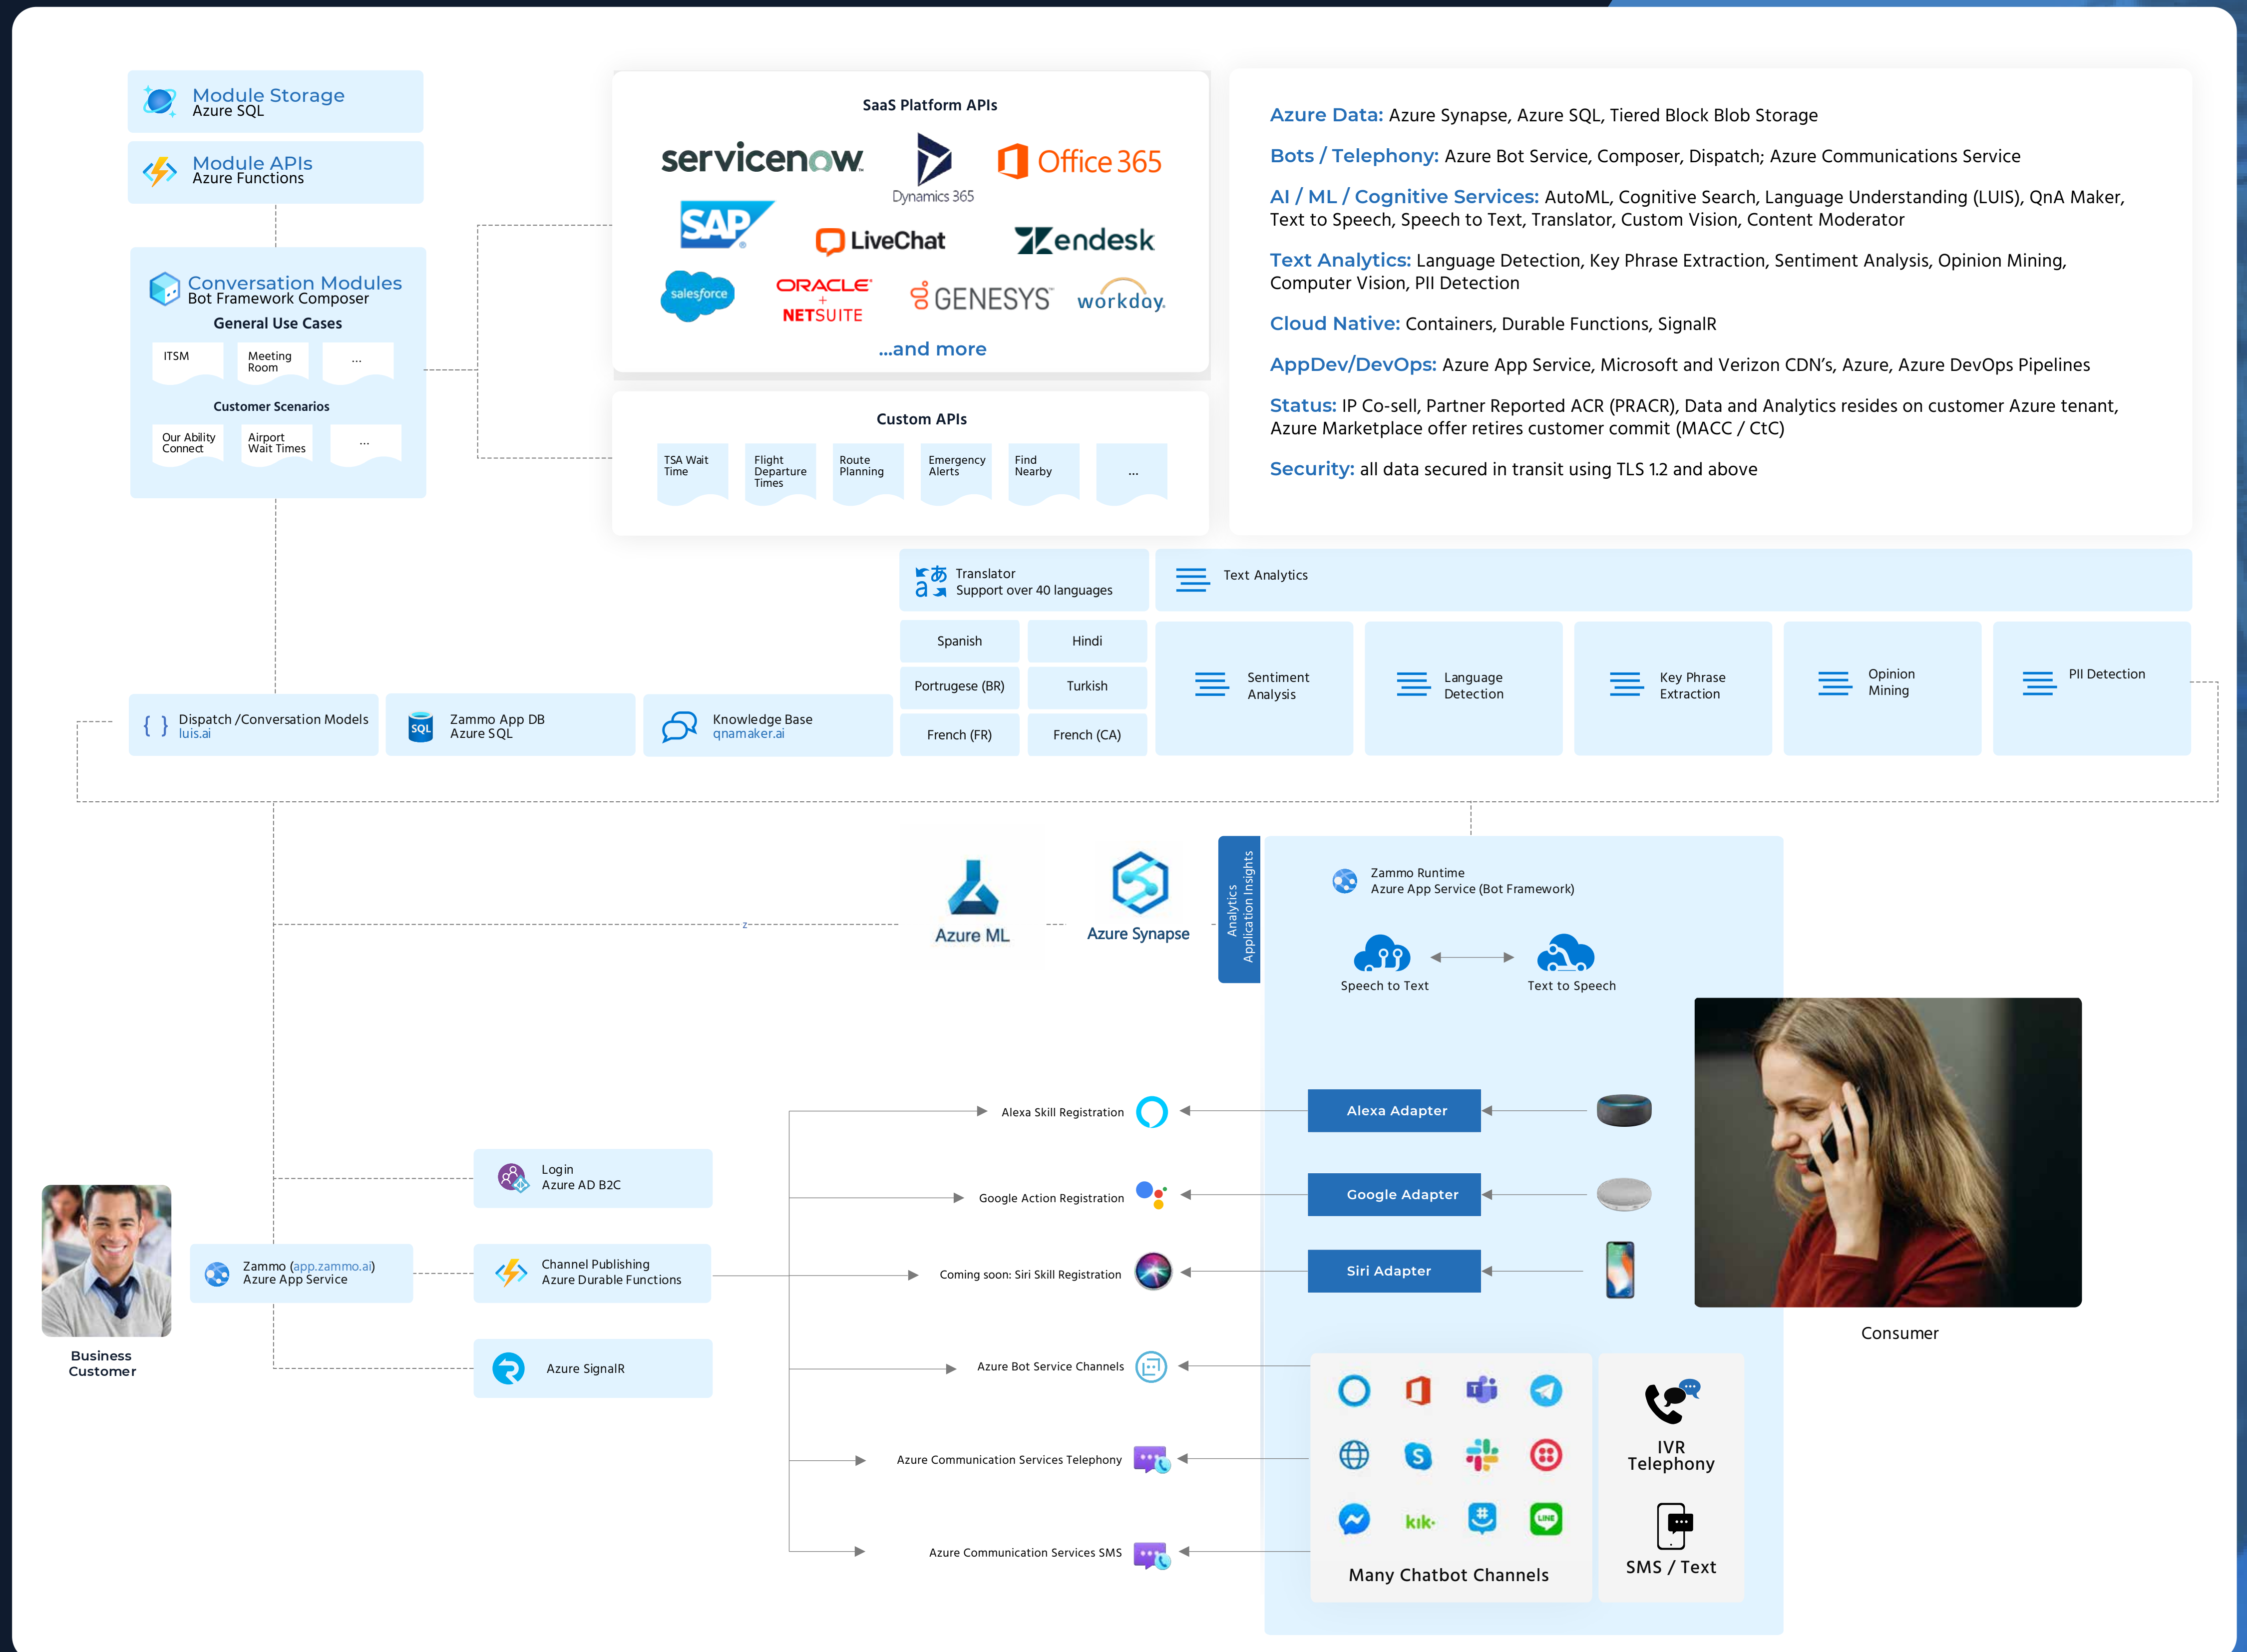 Module Storage
Azure SQL
Module APIs
Azure Functions
Conversation Modules
Bot Framework Composer
General Use Cases
ITSM
Meeting
Room
...
Customer Scenarios
Our Ability
Connect
Airport
Wait Times
...
SaaS Platform APIs
servicenow
Dynamics 365
Office 365
SAP
LiveChat
Zendesk
salesforce
ORACLE
+
NETSUITE
GENESYS
workday
...and more
Custom APIs
TSA Wait
Time
Flight
Departure
Times
Route
Planning
Emergency
Alerts
Find
Nearby
...
Azure Data: Azure Synapse, Azure SQL, Tiered Block Blob Storage
Bots / Telephony: Azure Bot Service, Composer, Dispatch; Azure Communications Service
AI / ML / Cognitive Services: AutoML, Cognitive Search, Language Understanding (LUIS), QnA Maker,
Text to Speech, Speech to Text, Translator, Custom Vision, Content Moderator
Text Analytics: Language Detection, Key Phrase Extraction, Sentiment Analysis, Opinion Mining,
Computer Vision, PII Detection
Cloud Native: Containers, Durable Functions, SignalR
AppDev/DevOps: Azure App Service, Microsoft and Verizon CDN's, Azure, Azure DevOps Pipelines
Status: IP Co-sell, Partner Reported ACR (PRACR), Data and Analytics resides on customer Azure tenant,
Azure Marketplace offer retires customer commit (MACC / CtC)
Security: all data secured in transit using TLS 1.2 and above
あ
a
Translator
Support over 40 languages
Text Analytics
Spanish
Hindi
Portrugese (BR)
Turkish
French (FR)
French (CA)
Sentiment
Analysis
Language
Detection
Key Phrase
Extraction
Opinion
Mining
PII Detection
{ }
Dispatch /Conversation Models
luis.ai
SQL
Zammo App DB
Azure SQL
Knowledge Base
qnamaker.ai
z
Azure ML
Azure Synapse
Analytics
Application Insights
Zammo Runtime
Azure App Service (Bot Framework)
Speech to Text
Text to Speech
Alexa Skill Registration
Alexa Adapter
Google Action Registration
Google Adapter
Coming soon: Siri Skill Registration
Siri Adapter
Consumer
Login
Azure AD B2C
Zammo (app.zammo.ai)
Azure App Service
Channel Publishing
Azure Durable Functions
Azure SignalR
Business
Customer
Azure Bot Service Channels
Azure Communication Services Telephony
Azure Communication Services SMS
T
S
kik
#
LINE
Many Chatbot Channels
IVR
Telephony
SMS / Text